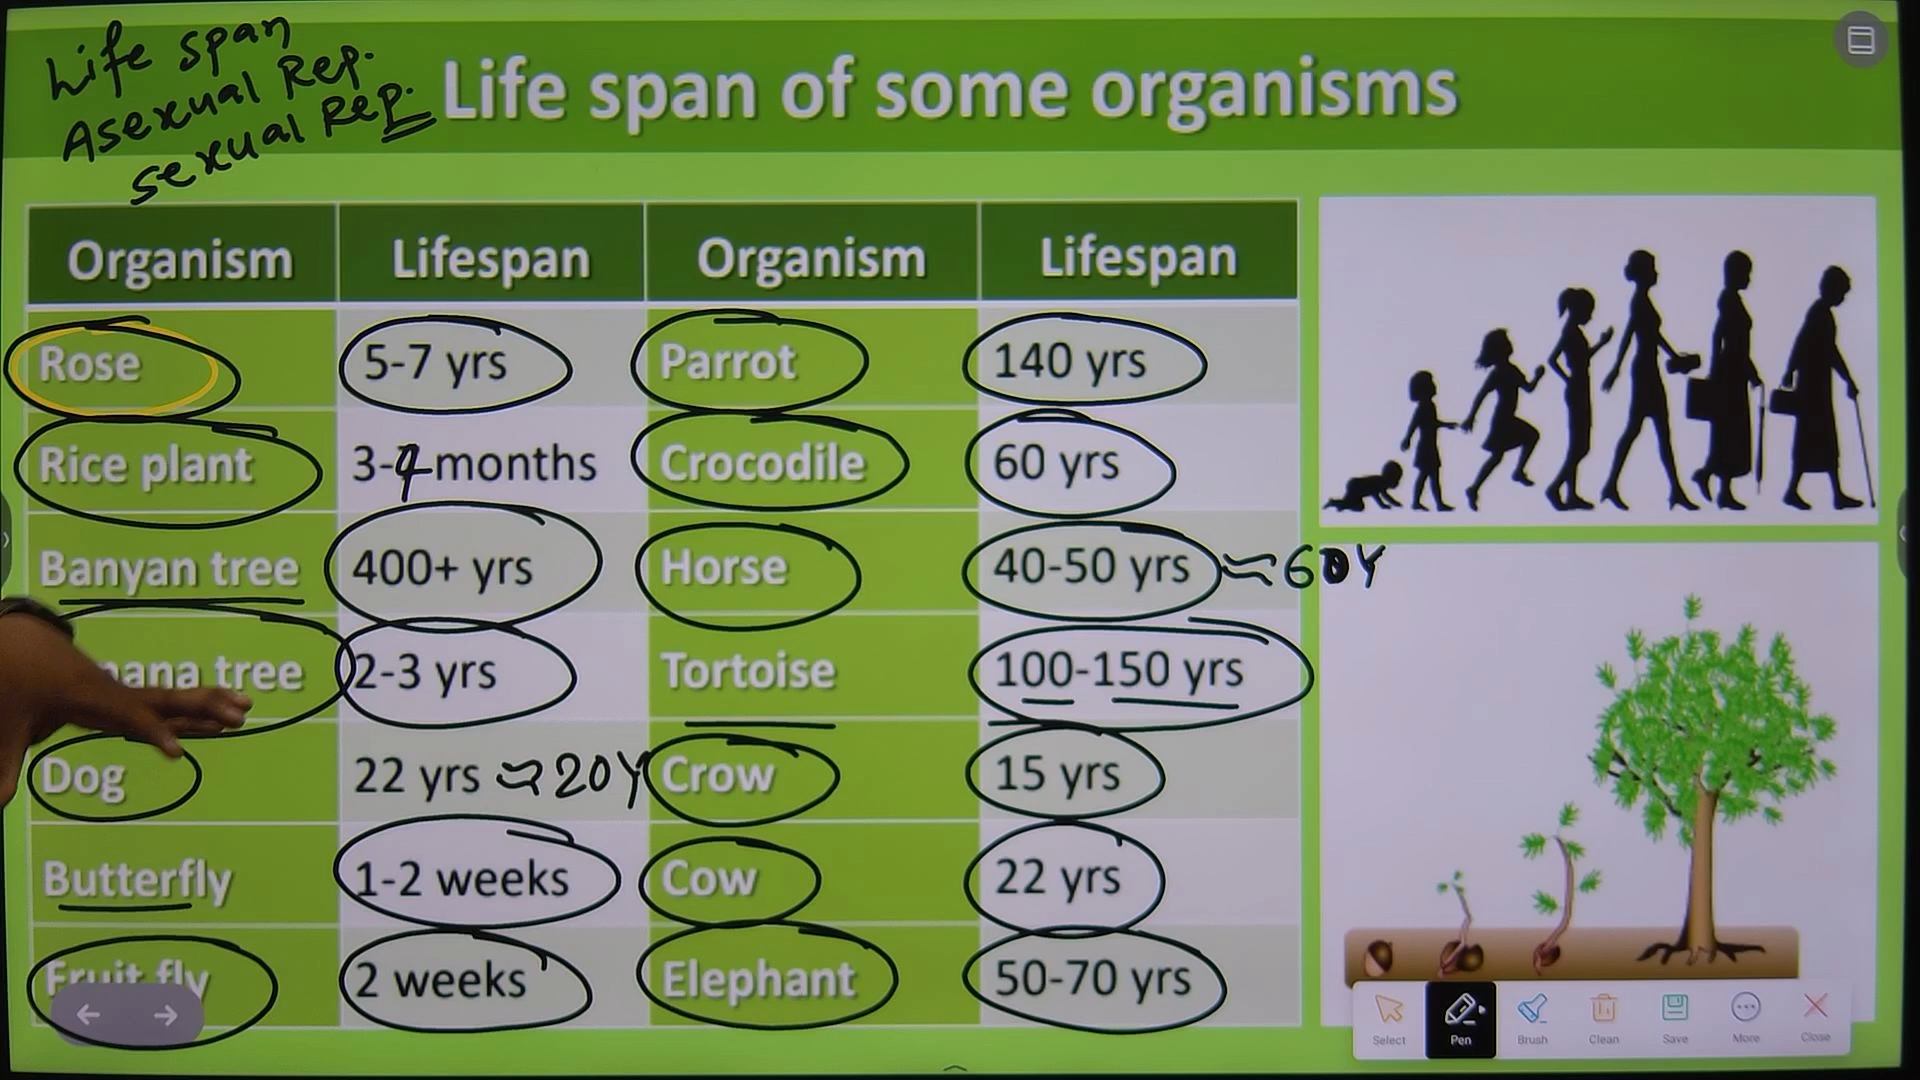 Life span
Asexual Rep.
sexual Rep.
Life span of some organisms
Organism Lifespan Organism Lifespan
Rose 5-7 yrs Parrot 140 yrs
Rice plant 3-4 months Crocodile 60 yrs
Banyan tree 400+ yrs Horse 40-50 yrs ≈ 60Y
tree 2-3 yrs Tortoise 100-150 yrs
Dog 22 yrs ≈ 20Y Crow 15 yrs
Butterfly 1-2 weeks Cow 22 yrs
Fruit fly 2 weeks Elephant 50-70 yrs
Select Pen Brush Clean Save More Close